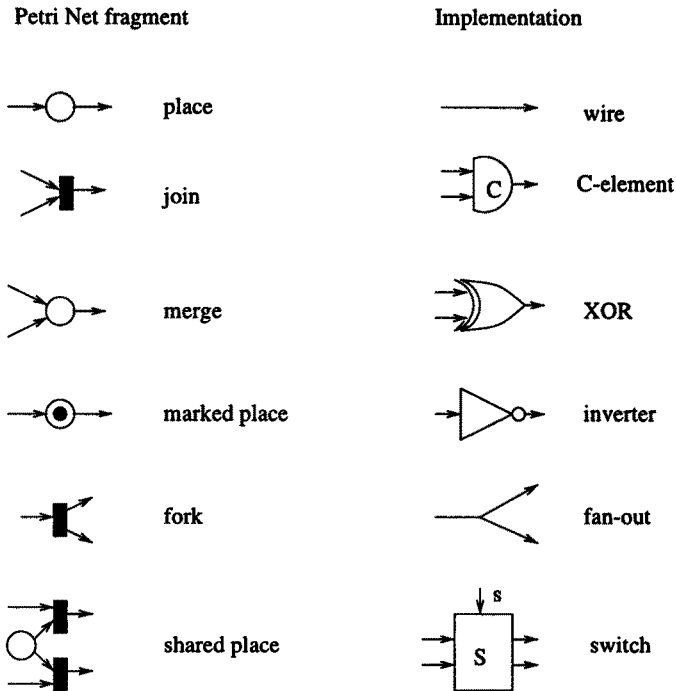 Petri Net fragment Implementation
place wire
join C C-element
merge XOR
marked place inverter
fork fan-out
s
shared place S switch